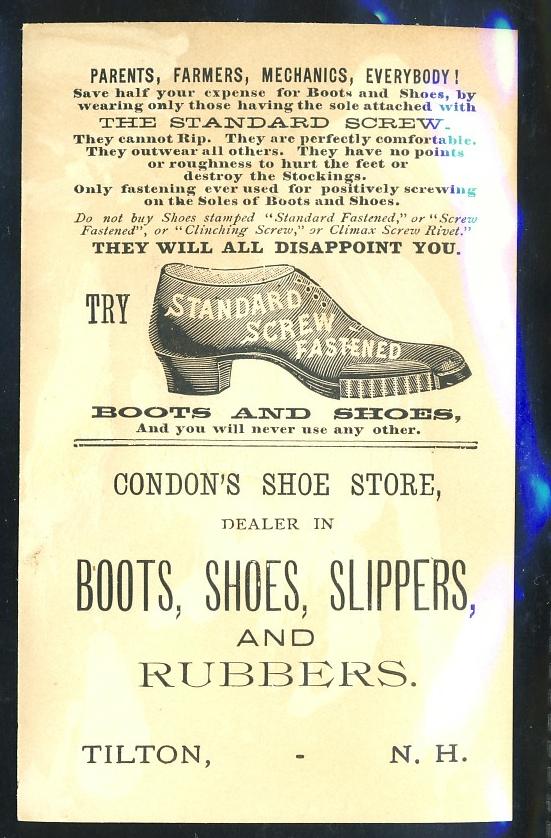 PARENTS, FARMERS, MECHANICS, EVERYBODY!
Save half your expense for Boots and Shoes, by
wearing only those having the sole attached with
THE STANDARD SCREW.
They cannot Rip. They are perfectly comfortable.
They outwear all others. They have no points
or roughness to hurt the feet or
destroy the Stockings.
Only fastening ever used for positively screwing
on the Soles of Boots and Shoes.
Do not buy Shoes stamped "Standard Fastened," or "Screw
Fastened", or "Clinching Screw," or Climax Screw Rivet."
THEY WILL ALL DISAPPOINT YOU.
TRY
STANDARD
SCREW
FASTENED
BOOTS AND SHOES,
And you will never use any other.
CONDON'S SHOE STORE,
DEALER IN
BOOTS, SHOES, SLIPPERS,
AND
RUBBERS.
TILTON, - N. H.